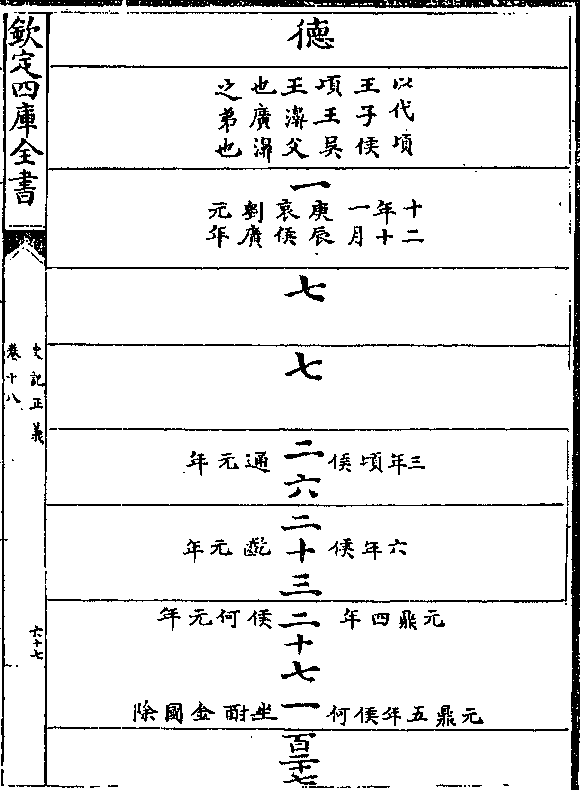 德
以代頃
王子侯
頃王吳
王濞父
也廣濞
之弟也
一
十二
年十
一月
庚辰
哀侯
劉廣
元年
七
七
二
三年頃侯通元年
六
二十三
六年侯齕元年
二十七
元鼎四年侯何元年
一
元鼎五年侯何坐酎金國除
百二十七
欽定四庫全書
史記正義
卷十八
六十七